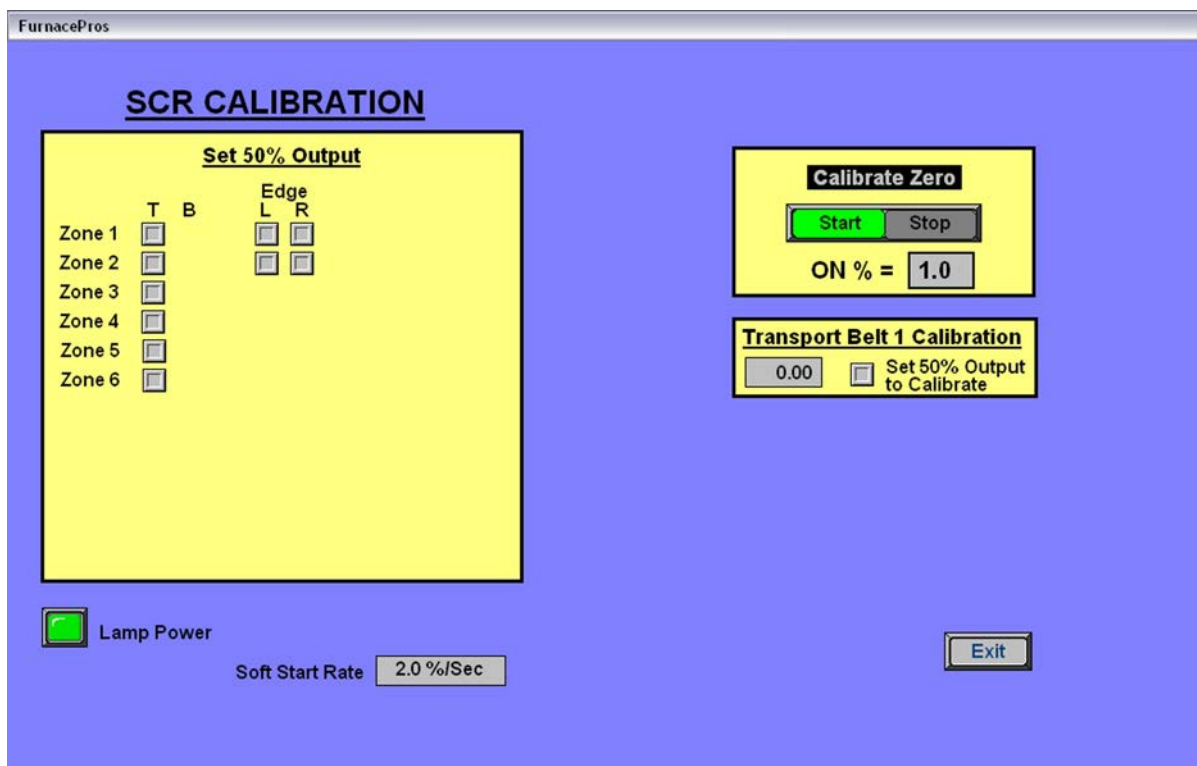 FurnacePros
SCR CALIBRATION
Set 50% Output
Edge
T B L R
Zone 1
Zone 2
Zone 3
Zone 4
Zone 5
Zone 6
Lamp Power
Soft Start Rate 2.0 %/Sec
Calibrate Zero
Start Stop
ON % = 1.0
Transport Belt 1 Calibration
0.00 Set 50% Output
to Calibrate
Exit